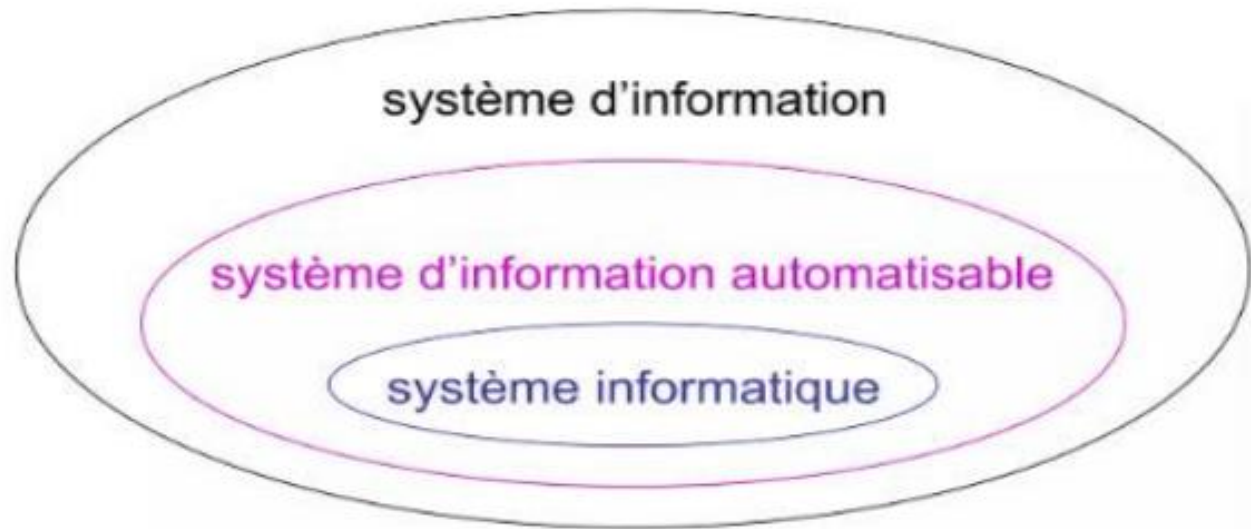 système d'information
système d'information automatisable
système informatique